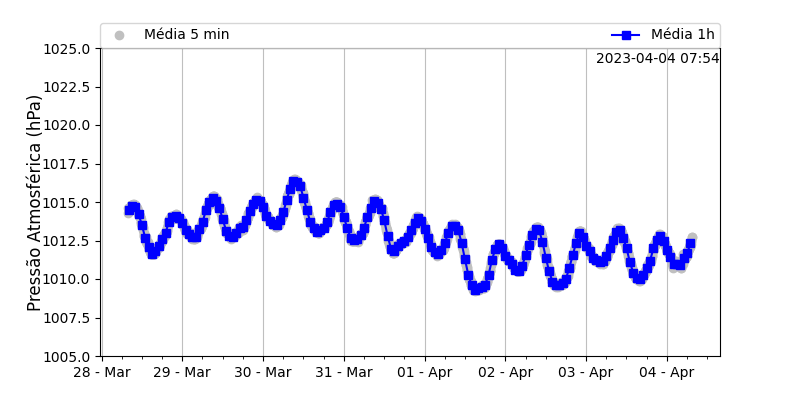 Média 5 min
Média 1h
2023-04-04 07:54
Pressão Atmosférica (hPa)
1025.0
1022.5
1020.0
1017.5
1015.0
1012.5
1010.0
1007.5
1005.0
28 - Mar
29 - Mar
30 - Mar
31 - Mar
01 - Apr
02 - Apr
03 - Apr
04 - Apr